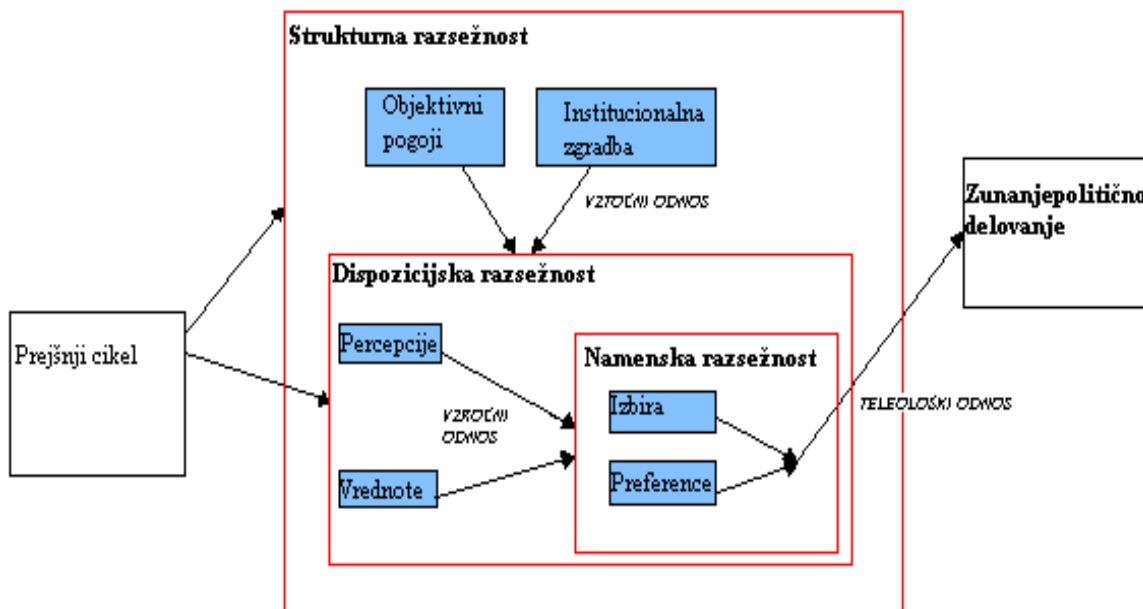 Strukturna razsežnost
Objektivni
pogoji
Institucionalna
zgradba
VZROČNI ODNOS
Zunanjepolitično
delovanje
Dispozicijska razsežnost
Prejšnji cikel
Percepcije
Namenska razsežnost
VZROČNI
ODNOS
Izbira
TELEOLOŠKI ODNOS
Vrednote
Preference